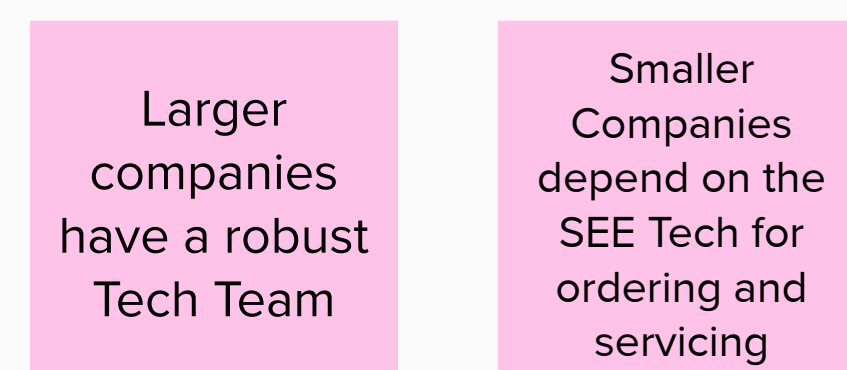 Larger
companies
have a robust
Tech Team
Smaller
Companies
depend on the
SEE Tech for
ordering and
servicing